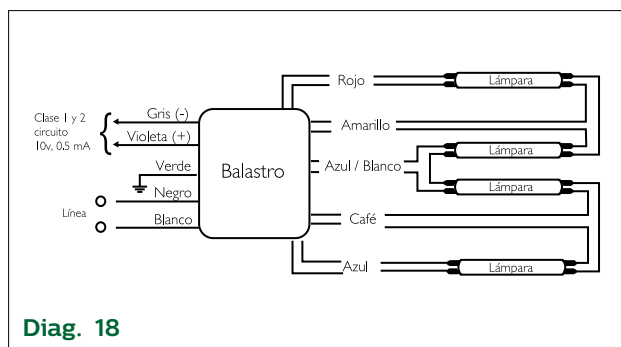 Rojo
Lámpara
Clase 1 y 2
circuito
10v, 0.5 mA
Gris (-)
Violeta (+)
Amarillo
Lámpara
Verde
Balastro
Azul / Blanco
Negro
Lámpara
Línea
Blanco
Café
Azul
Lámpara
Diag. 18